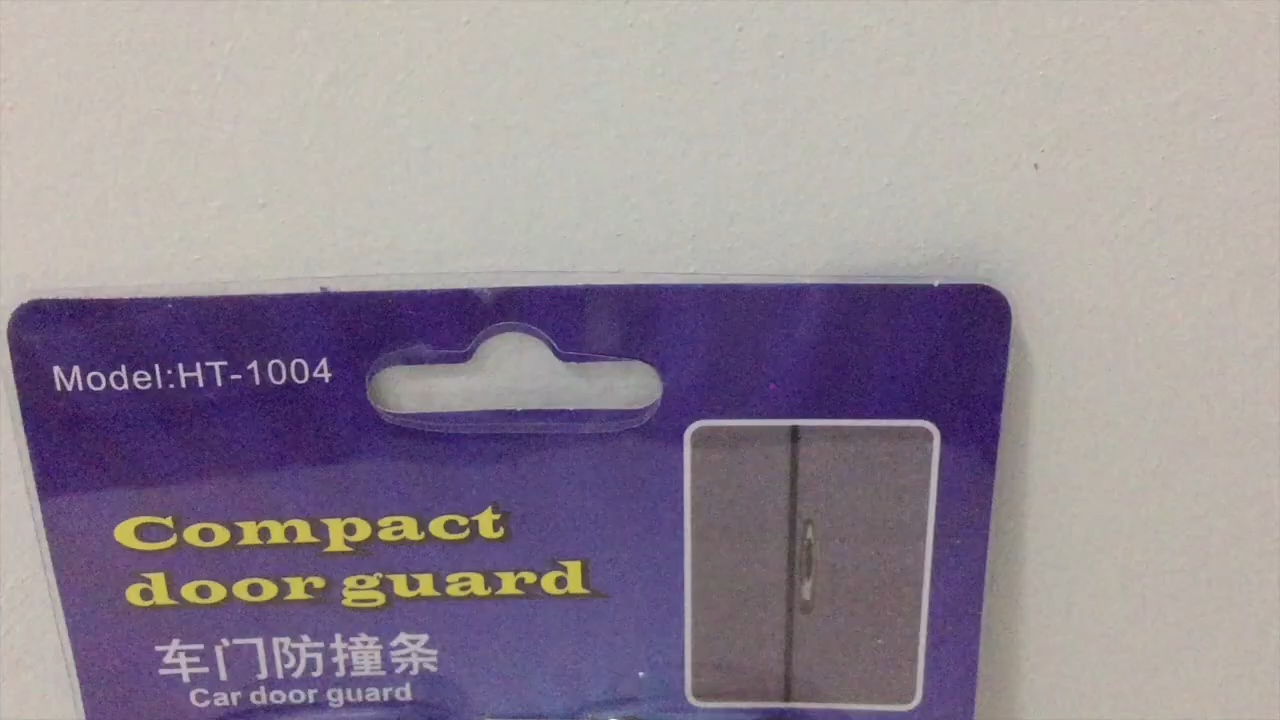 Model:HT-1004
Compact
door guard
车门防撞条
Car door guard